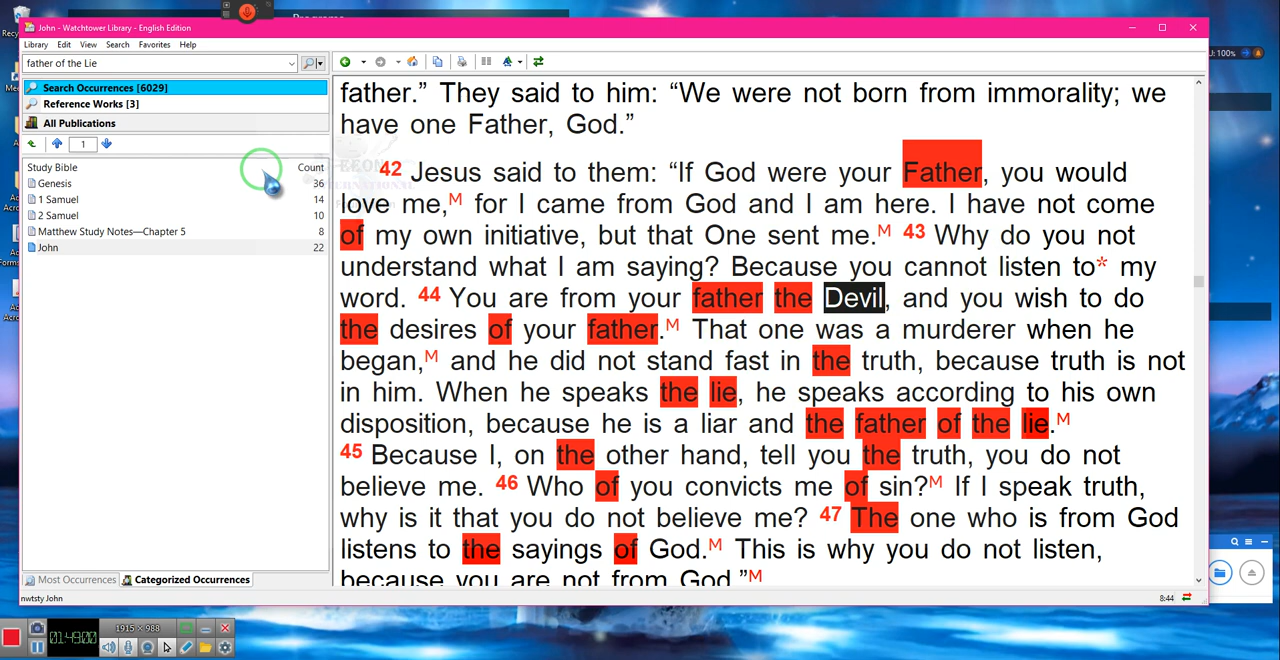 John - Watchtower Library - English Edition
Library Edit View Search Favorites Help
father of the Lie
Search Occurrences [6029]
Reference Works [3]
All Publications
1
Study Bible Count
Genesis 36
1 Samuel 14
2 Samuel 10
Matthew Study Notes—Chapter 5 8
John 22
Most Occurrences Categorized Occurrences
nwtsty John
father.” They said to him: “We were not born from immorality; we
have one Father, God.”
42 Jesus said to them: “If God were your Father, you would
love me,M for I came from God and I am here. I have not come
of my own initiative, but that One sent me.M 43 Why do you not
understand what I am saying? Because you cannot listen to* my
word. 44 You are from your father the Devil, and you wish to do
the desires of your father.M That one was a murderer when he
began,M and he did not stand fast in the truth, because truth is not
in him. When he speaks the lie, he speaks according to his own
disposition, because he is a liar and the father of the lie.M
45 Because I, on the other hand, tell you the truth, you do not
believe me. 46 Who of you convicts me of sin?M If I speak truth,
why is it that you do not believe me? 47 The one who is from God
listens to the sayings of God.M This is why you do not listen,
because you are not from God.”M
8:44
J: 100%
1915 × 988
01:49:00